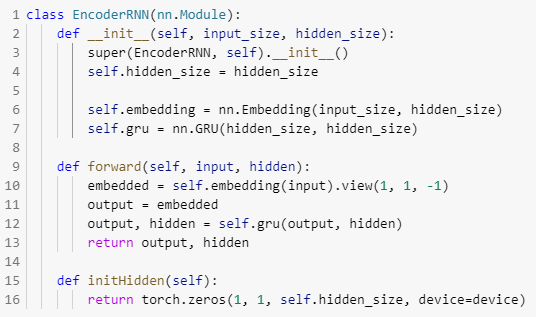 1 class EncoderRNN(nn.Module):
2     def __init__(self, input_size, hidden_size):
3         super(EncoderRNN, self).__init__()
4         self.hidden_size = hidden_size
5
6         self.embedding = nn.Embedding(input_size, hidden_size)
7         self.gru = nn.GRU(hidden_size, hidden_size)
8
9     def forward(self, input, hidden):
10         embedded = self.embedding(input).view(1, 1, -1)
11         output = embedded
12         output, hidden = self.gru(output, hidden)
13         return output, hidden
14
15     def initHidden(self):
16         return torch.zeros(1, 1, self.hidden_size, device=device)